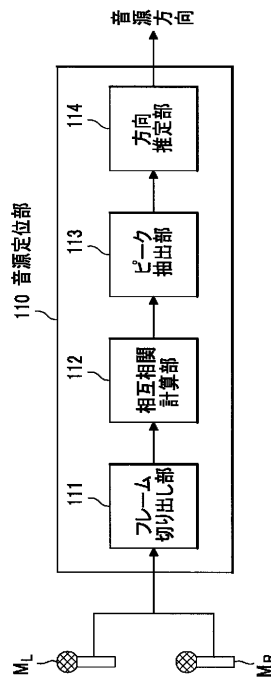 110 音源定位部
M_L
M_R
111
フレーム
切り出し部
112
相互相関
計算部
113
ピーク
抽出部
114
方向
推定部
音源
方向